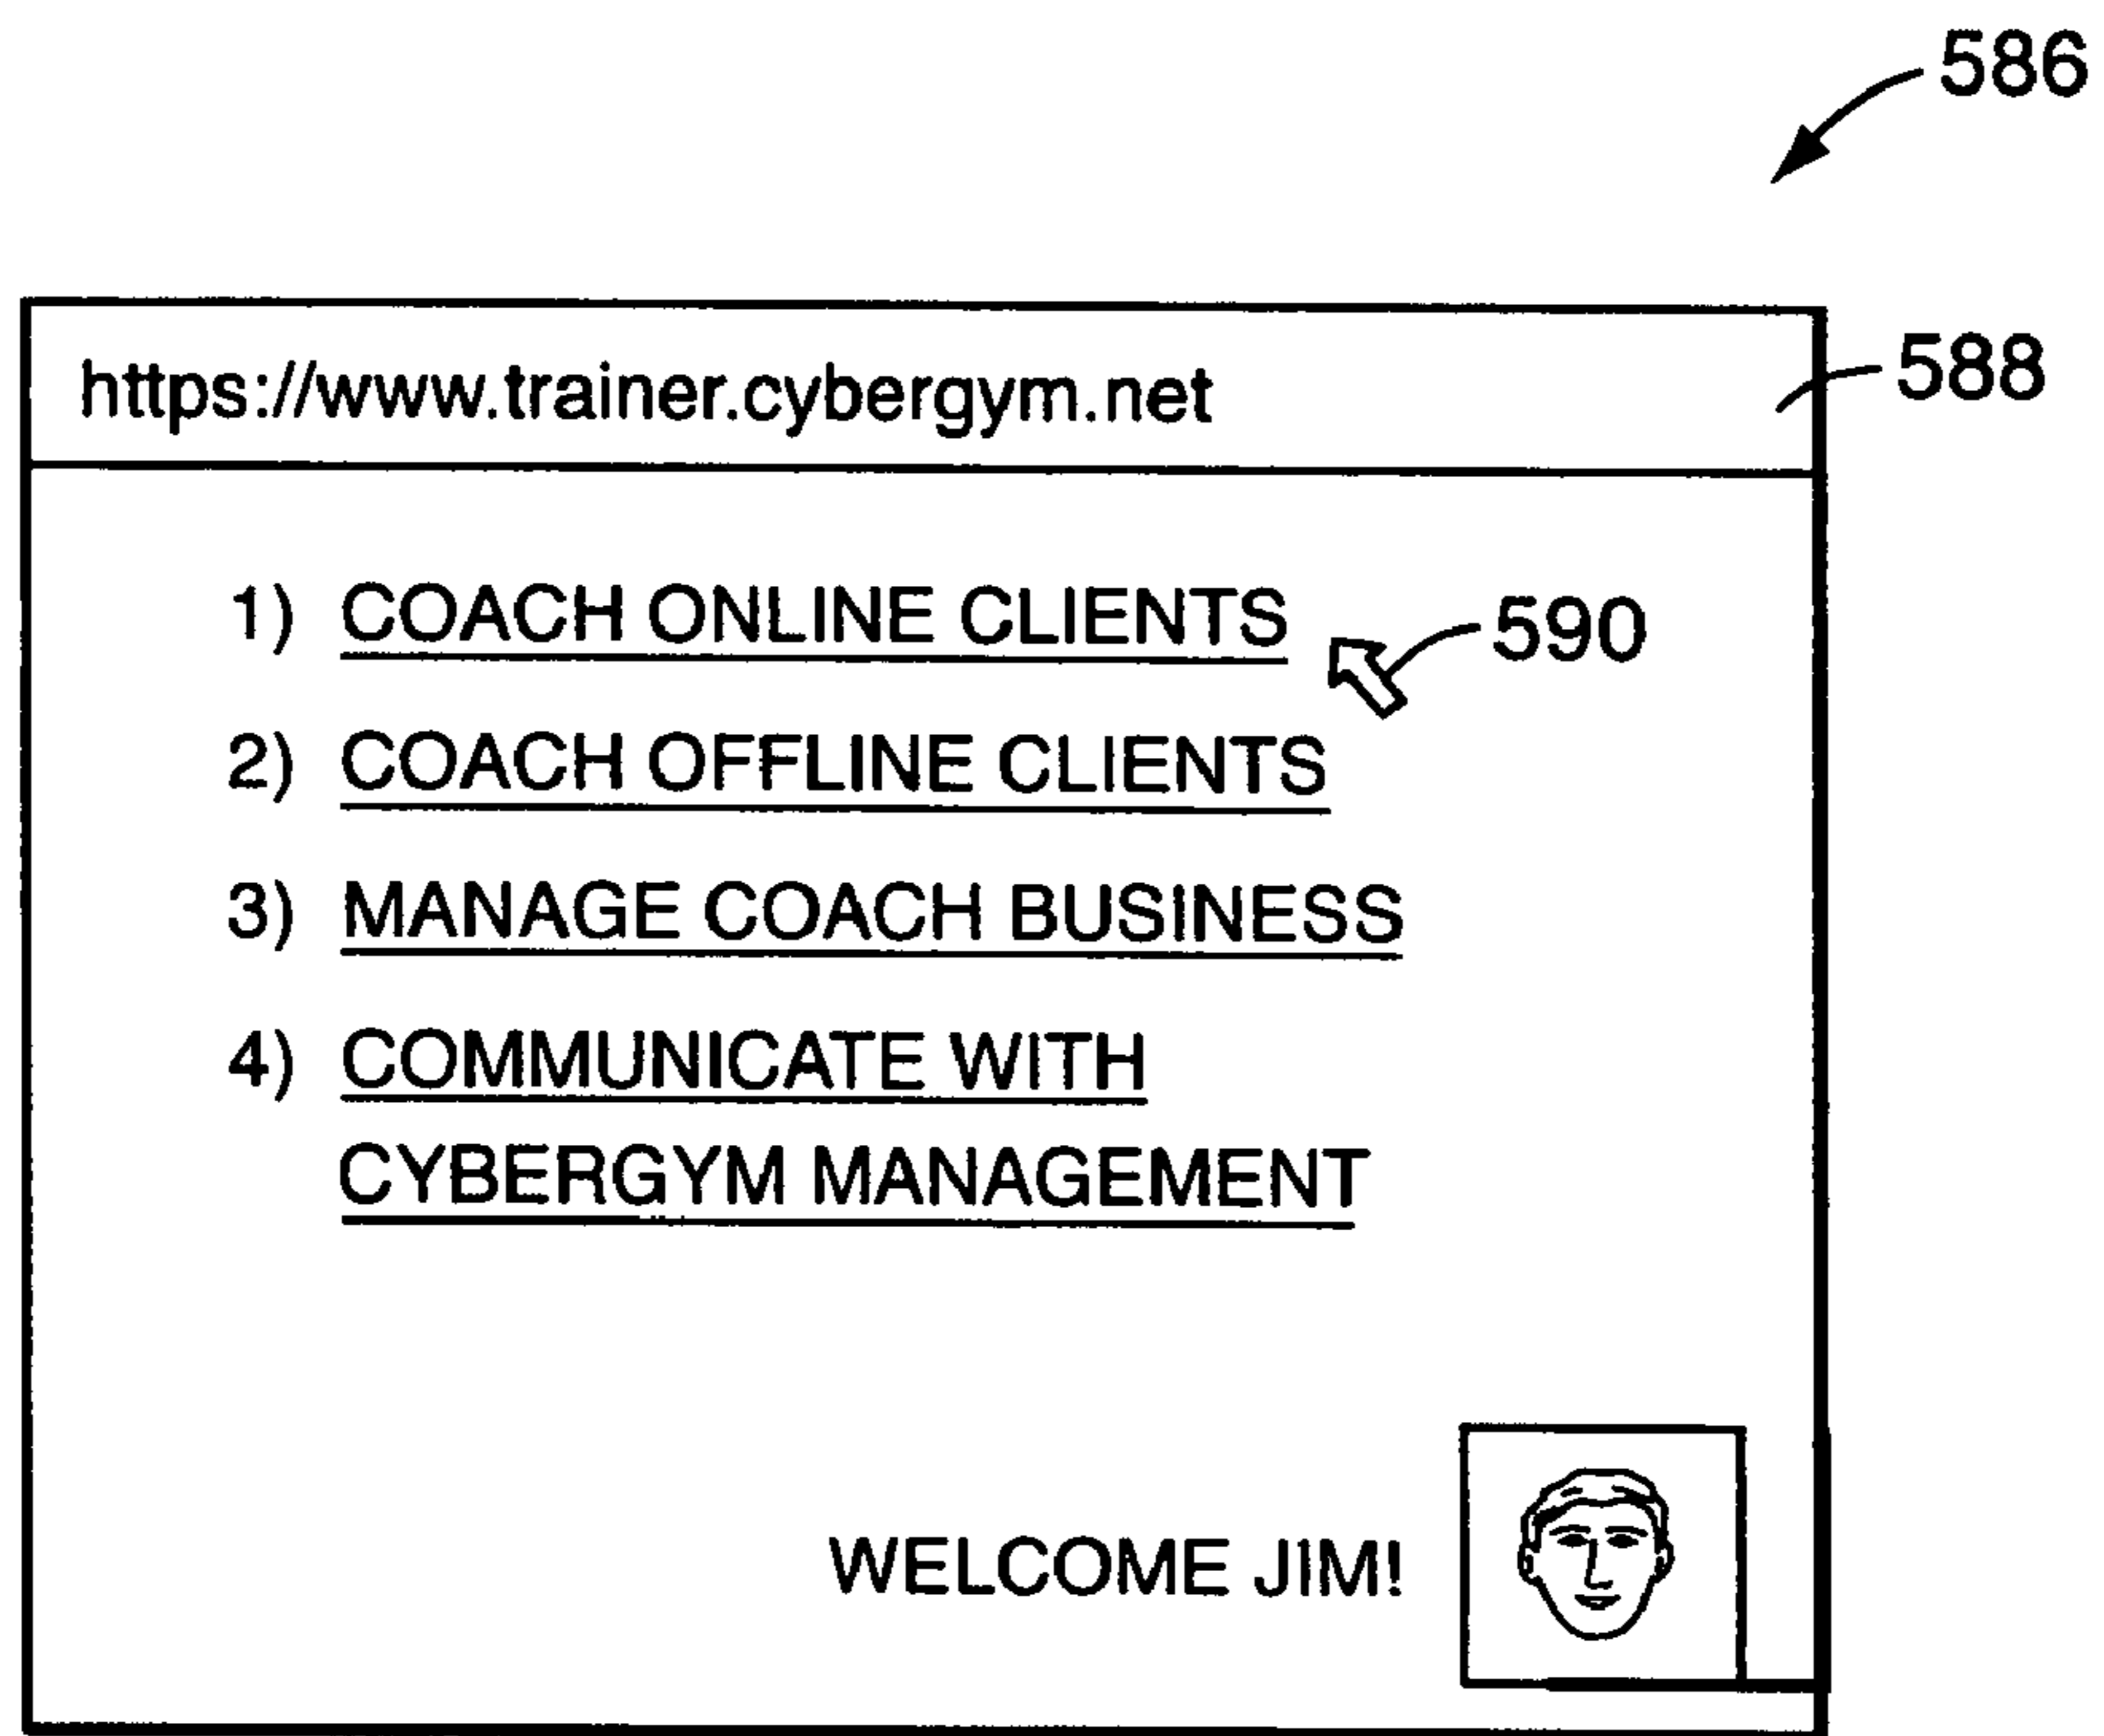 586
https://www.trainer.cybergym.net
588
1) COACH ONLINE CLIENTS
590
2) COACH OFFLINE CLIENTS
3) MANAGE COACH BUSINESS
4) COMMUNICATE WITH
CYBERGYM MANAGEMENT
WELCOME JIM!